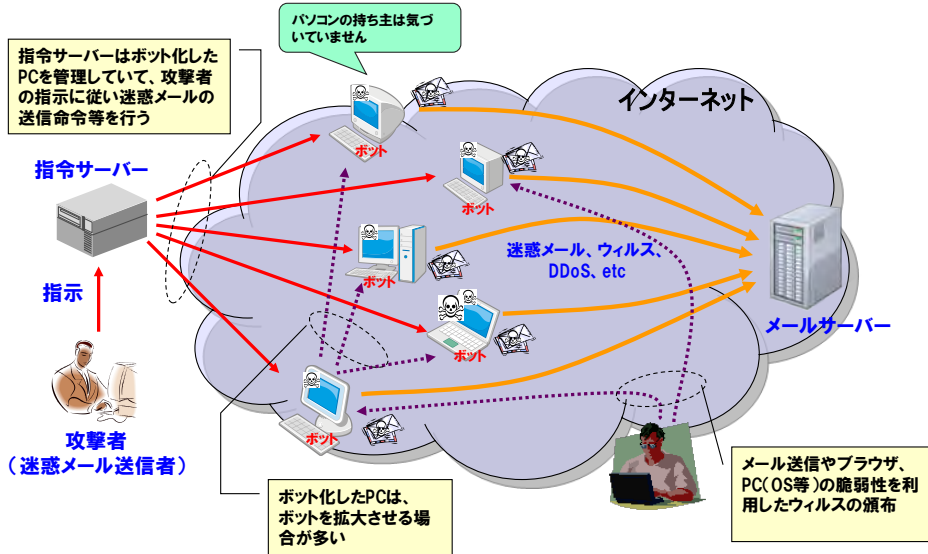 パソコンの持ち主は気づ
いていません
指令サーバーはボット化した
PCを管理していて、攻撃者
の指示に従い迷惑メールの
送信命令等を行う
インターネット
指令サーバー
ボット
ボット
ボット
ボット
ボット
迷惑メール、ウィルス、
DDoS、etc
メールサーバー
指示
攻撃者
（迷惑メール送信者）
ボット化したPCは、
ボットを拡大させる場
合が多い
メール送信やブラウザ、
PC（OS等）の脆弱性を利
用したウィルスの頒布